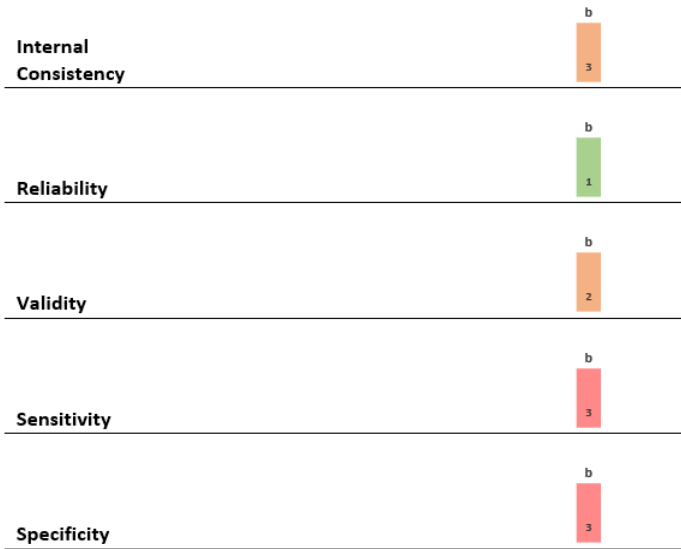 b
Internal
Consistency
3
b
Reliability
1
b
Validity
2
b
Sensitivity
3
b
Specificity
3